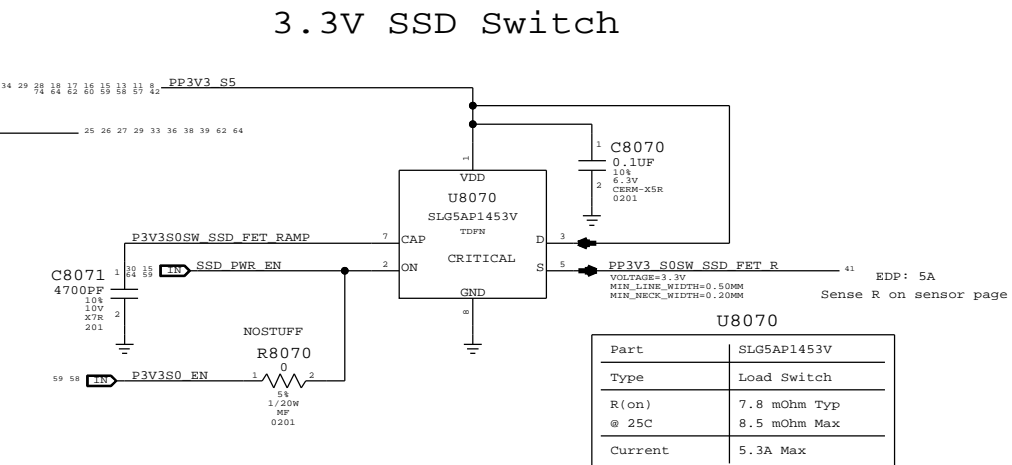 3.3V SSD Switch
34 29 28 18 17 16 15 13 11 8
74 64 62 60 59 58 57 42
PP3V3_S5
25 26 27 29 33 36 38 39 62 64
1
VDD
U8070
SLG5AP1453V
TDFN
CRITICAL
7
CAP
2
ON
D
3
S
5
GND
8
1
C8070
0.1UF
10%
6.3V
CERM-X5R
0201
2
P3V3S0SW_SSD_FET_RAMP
30 15
64 59
IN
SSD_PWR_EN
C8071
4700PF
10%
10V
X7R
201
1
2
PP3V3_S0SW_SSD_FET_R
VOLTAGE=3.3V
MIN_LINE_WIDTH=0.50MM
MIN_NECK_WIDTH=0.20MM
41
EDP: 5A
Sense R on sensor page
NOSTUFF
R8070
0
1
2
5%
1/20W
MF
0201
59 58
IN
P3V3S0_EN
U8070
Part SLG5AP1453V
Type Load Switch
R(on) 7.8 mOhm Typ
@ 25C 8.5 mOhm Max
Current 5.3A Max